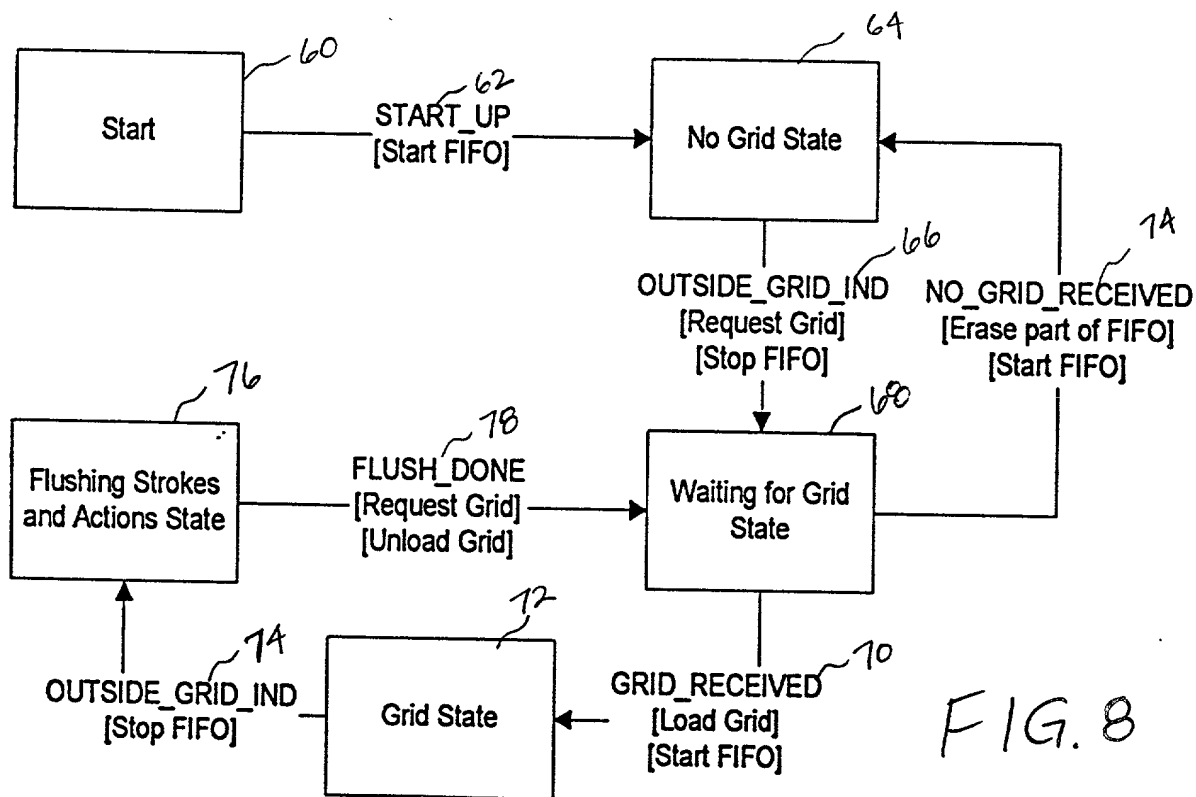 60
Start
62
START_UP
[Start FIFO]
64
No Grid State
66
OUTSIDE_GRID_IND
[Request Grid]
[Stop FIFO]
74
NO_GRID_RECEIVED
[Erase part of FIFO]
[Start FIFO]
76
Flushing Strokes
and Actions State
78
FLUSH_DONE
[Request Grid]
[Unload Grid]
68
Waiting for Grid
State
74
OUTSIDE_GRID_IND
[Stop FIFO]
72
Grid State
70
GRID_RECEIVED
[Load Grid]
[Start FIFO]
FIG. 8